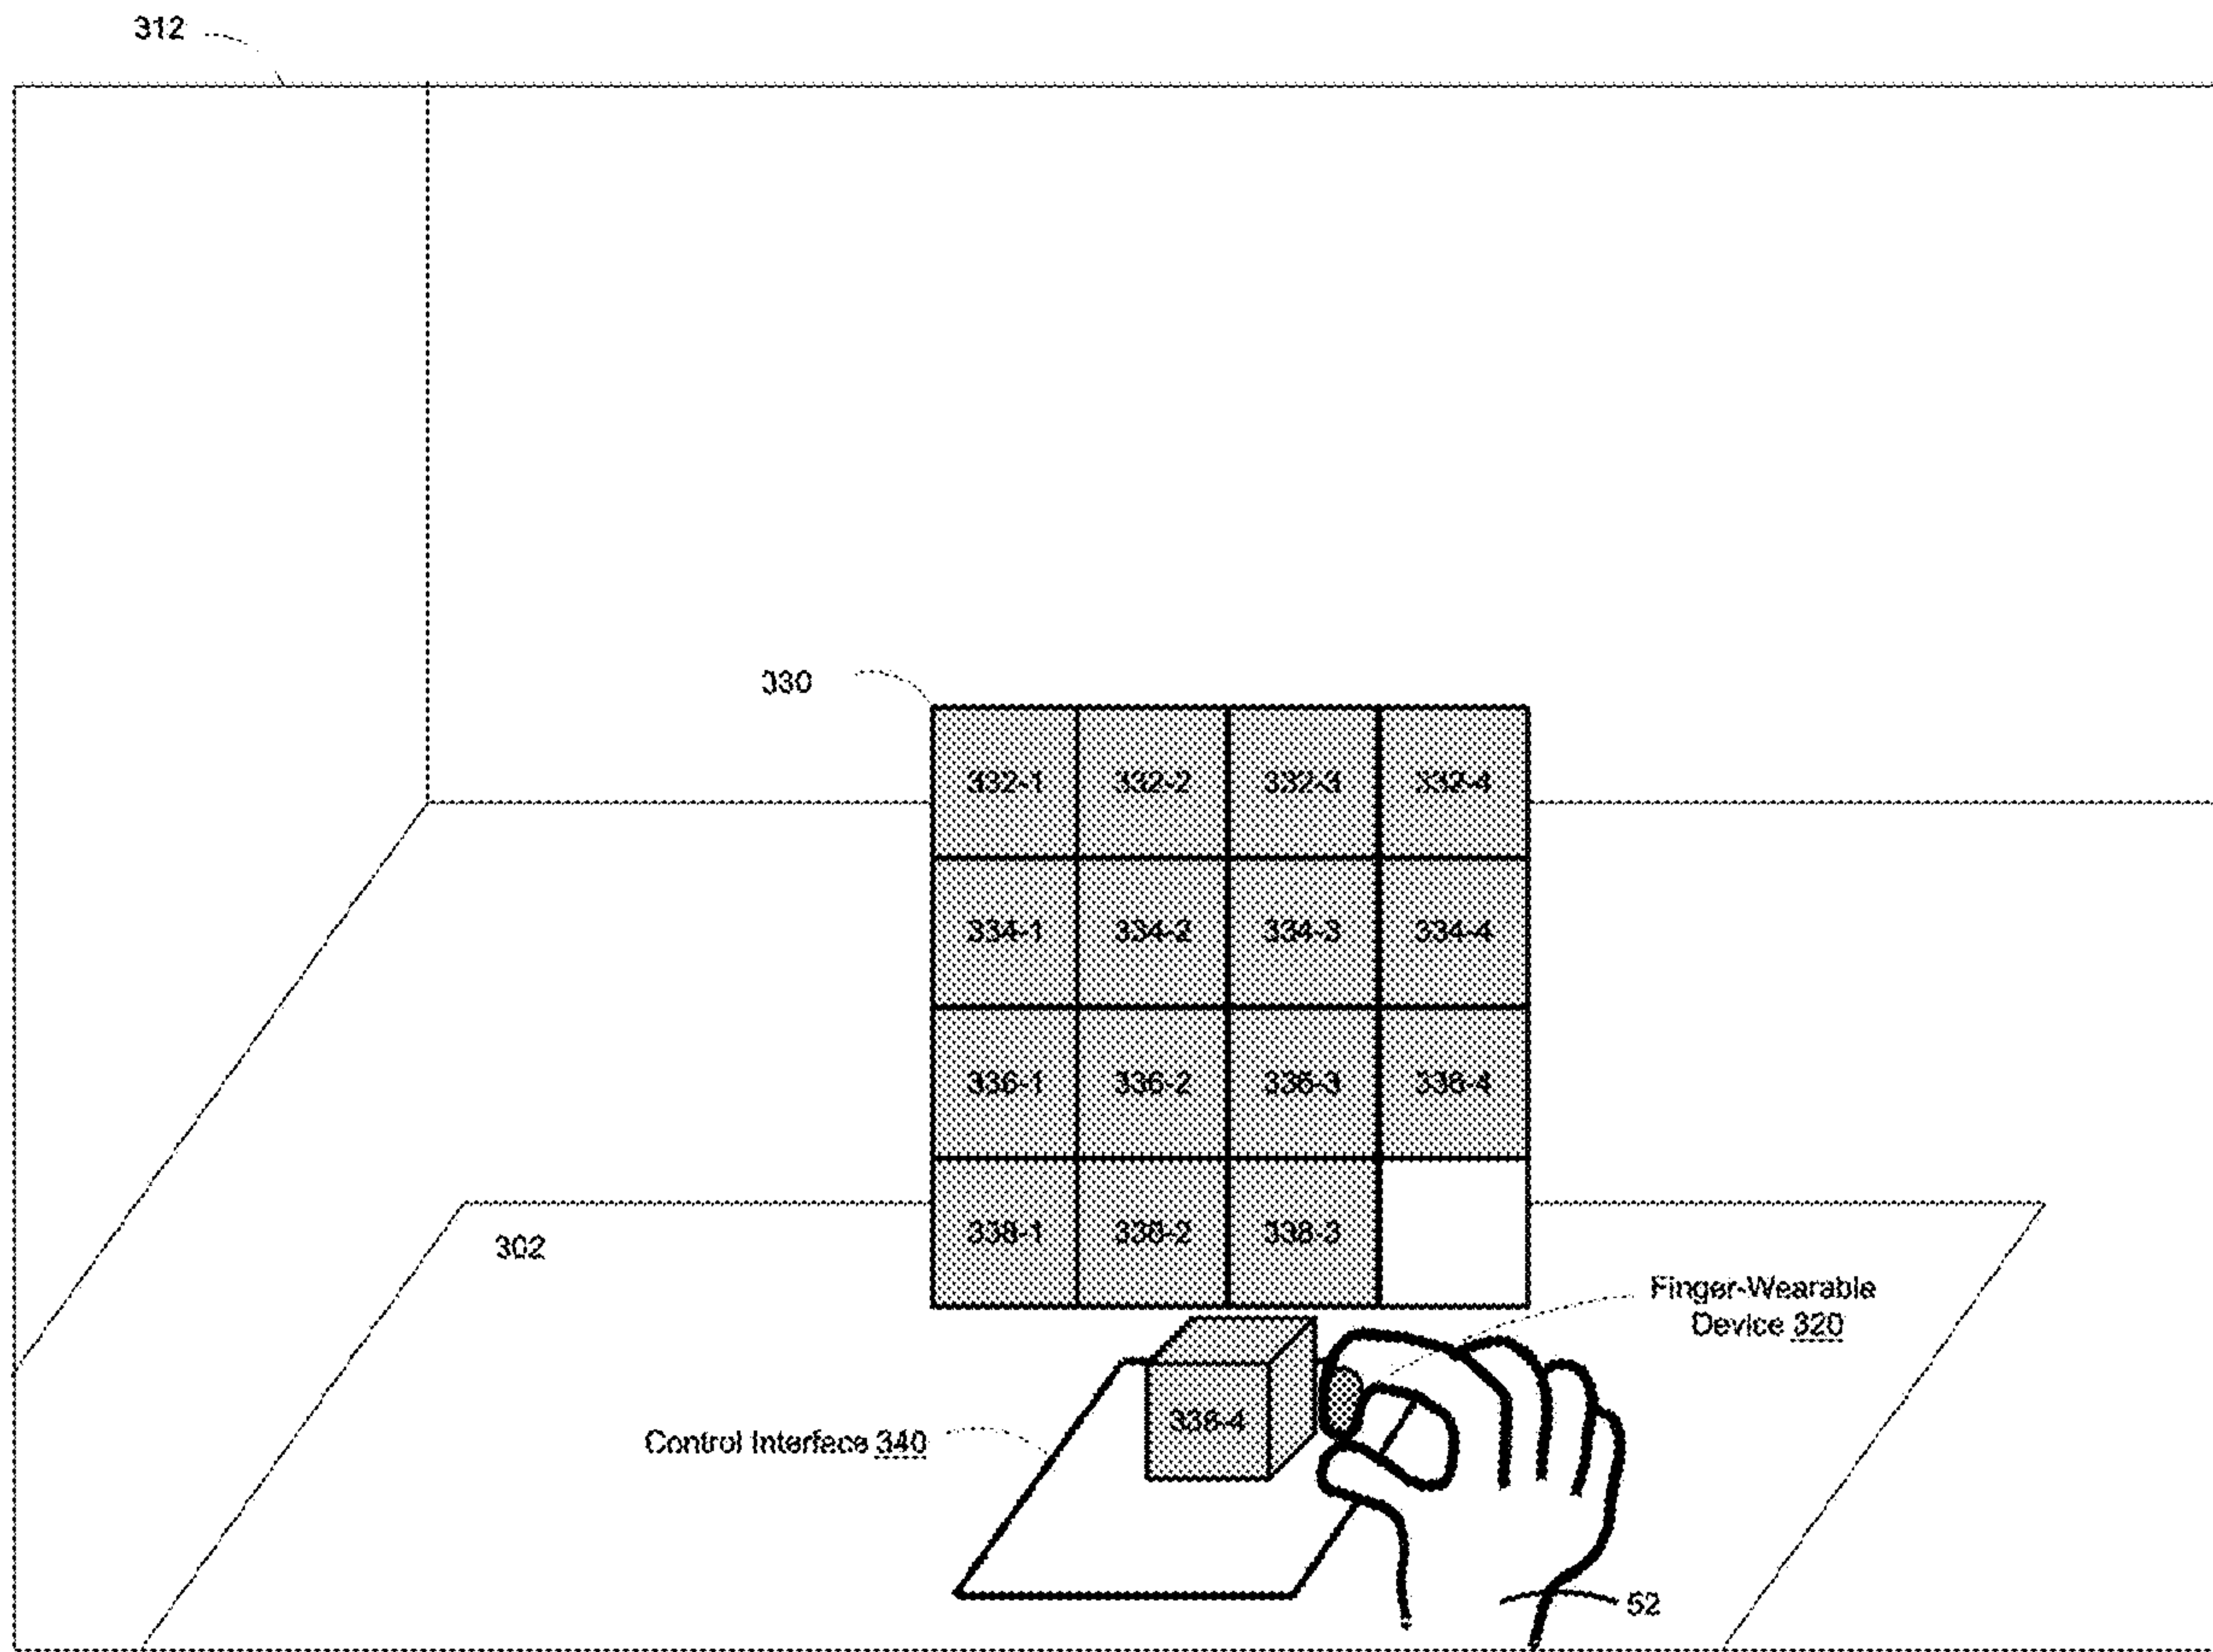 312
330
332-1 332-2 332-3 332-4
334-1 334-2 334-3 334-4
336-1 336-2 336-3 336-4
338-1 338-2 338-3
302
Finger-Wearable
Device 320
338-4
Control Interface 340
52